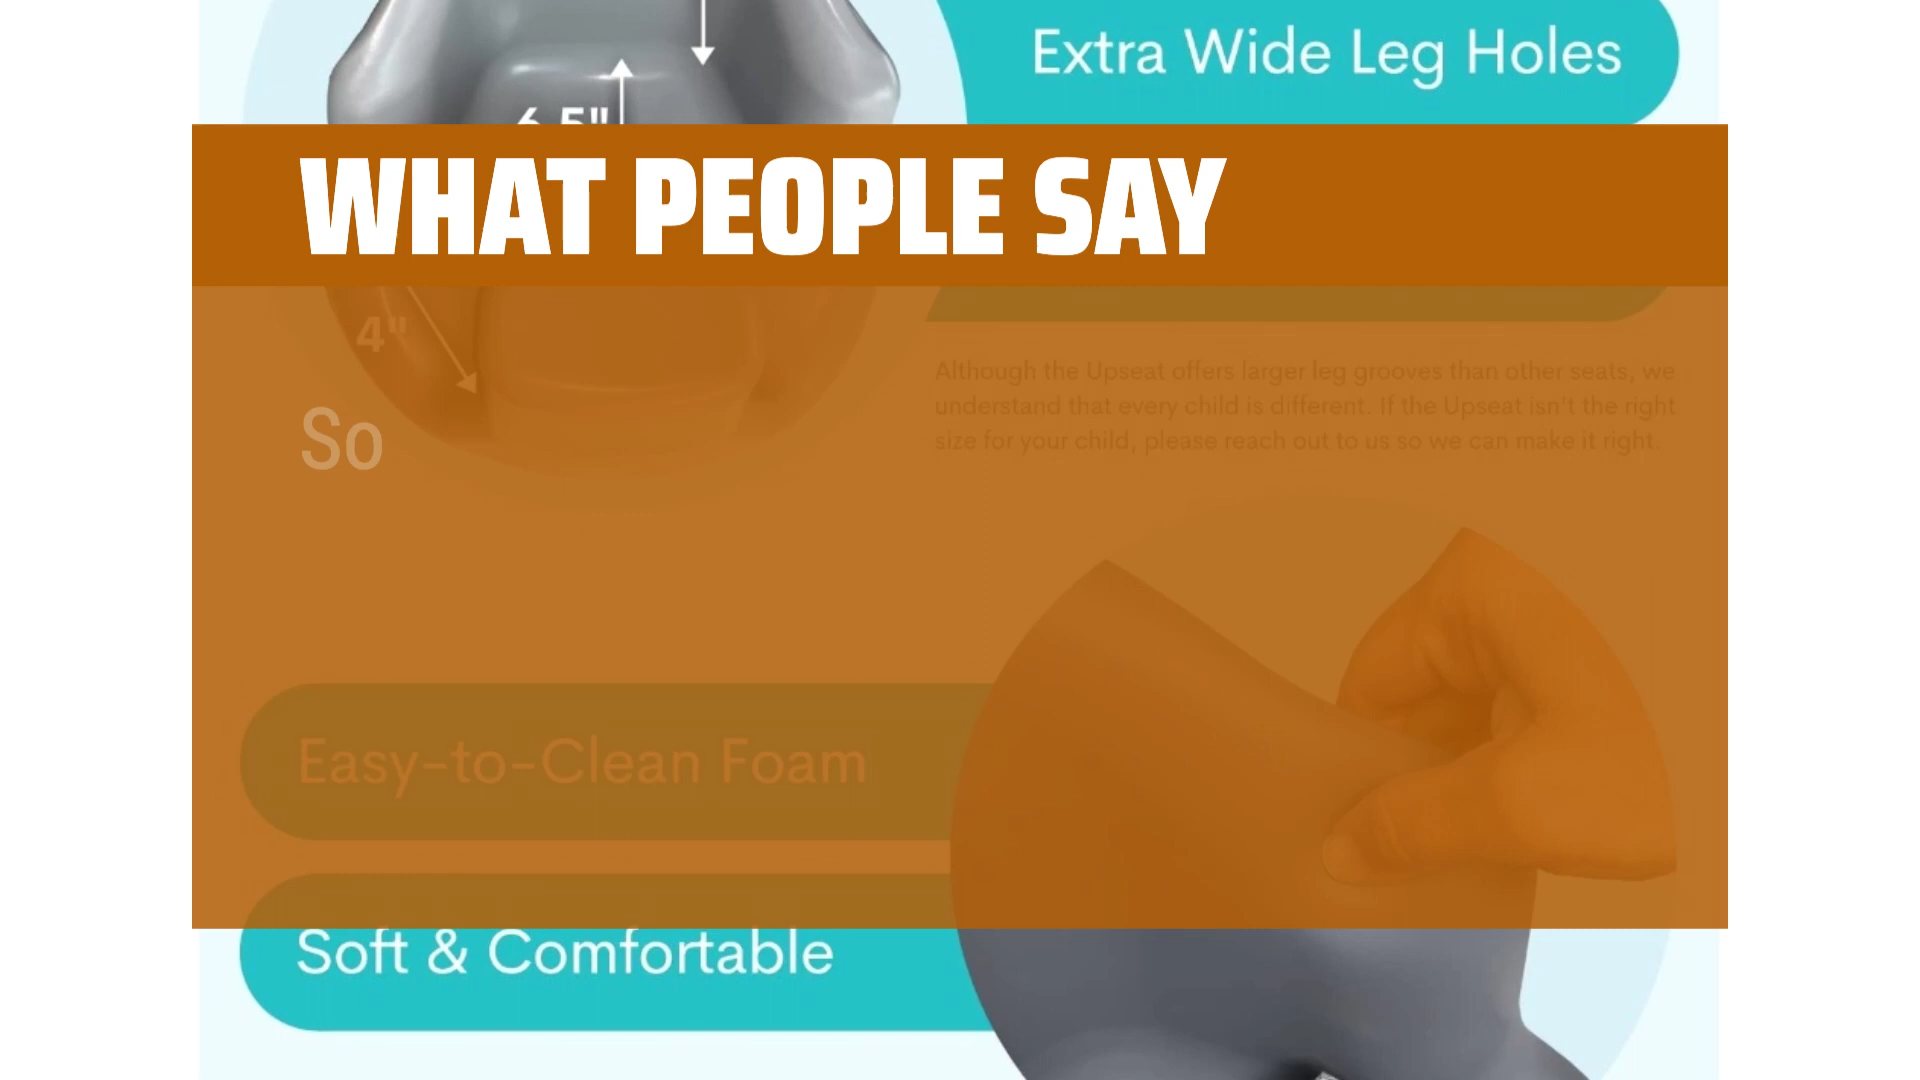 Extra Wide Leg Holes
6.5"
WHAT PEOPLE SAY
4"
Although the Upseat offers larger leg grooves than other seats, we
understand that every child is different. If the Upseat isn't the right
size for your child, please reach out to us so we can make it right.
So
Easy-to-Clean Foam
Soft & Comfortable